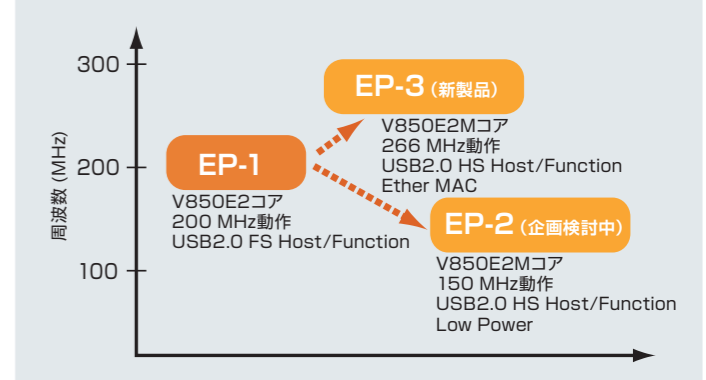 周波数 (MHz)
300
200
100
EP-3 (新製品)
V850E2Mコア
266 MHz動作
USB2.0 HS Host/Function
Ether MAC
EP-1
V850E2コア
200 MHz動作
USB2.0 FS Host/Function
EP-2 (企画検討中)
V850E2Mコア
150 MHz動作
USB2.0 HS Host/Function
Low Power